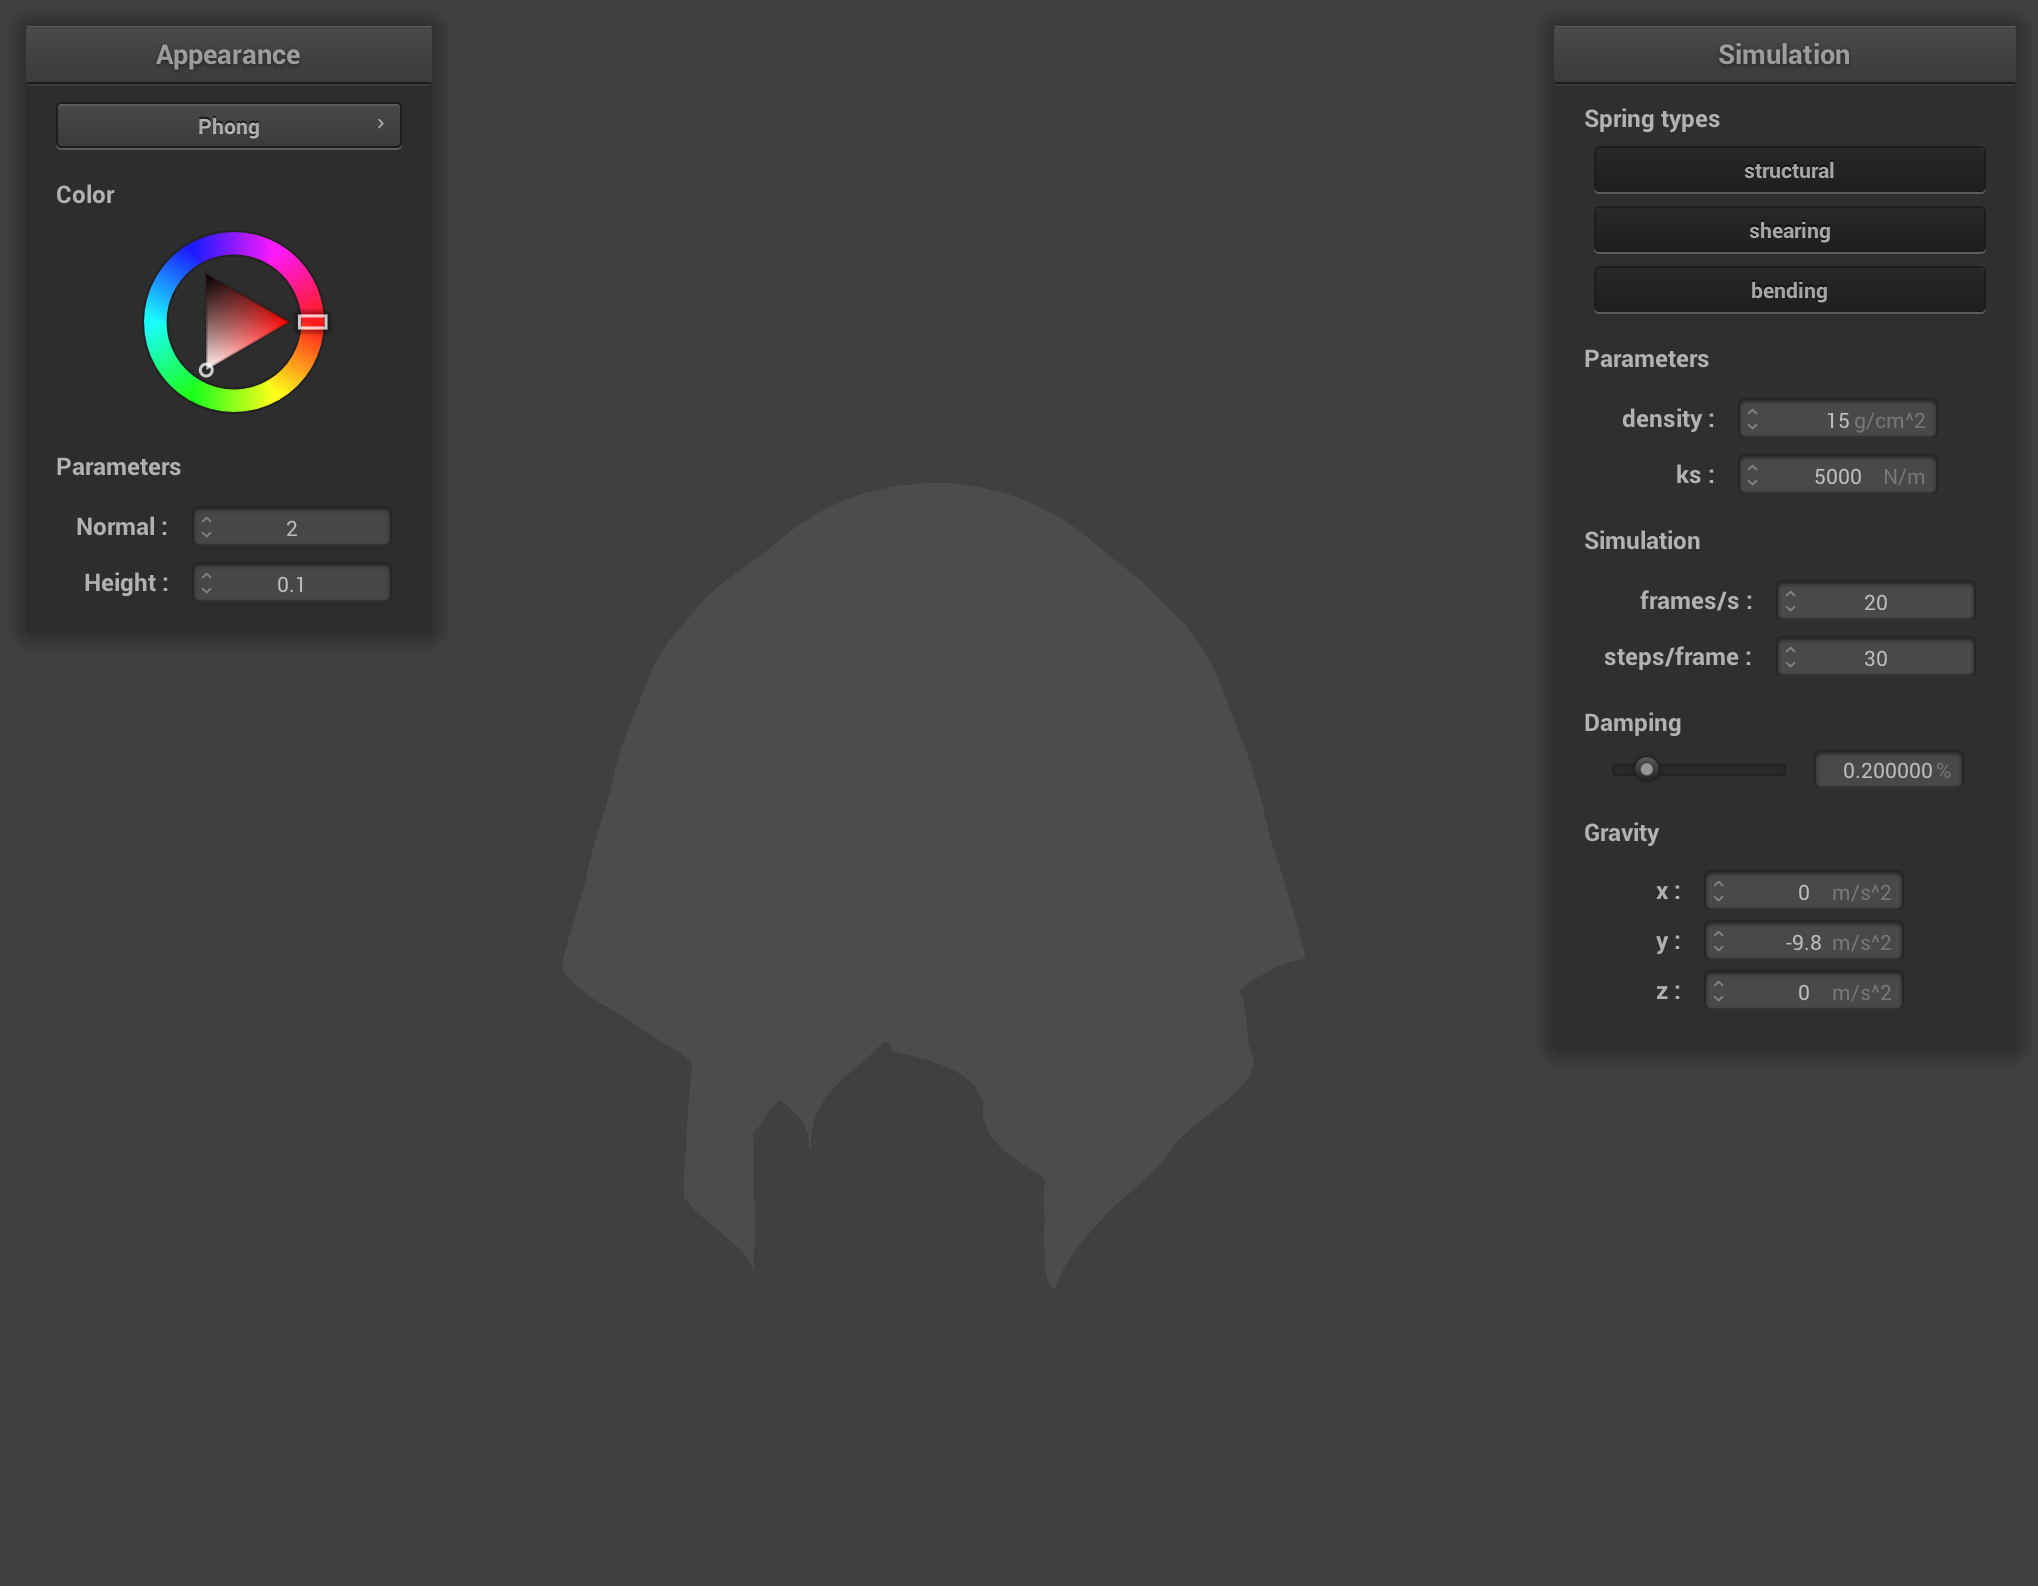 Appearance
Phong
Color
Parameters
Normal : 2
Height : 0.1
Simulation
Spring types
structural
shearing
bending
Parameters
density : 15 g/cm^2
ks : 5000 N/m
Simulation
frames/s : 20
steps/frame : 30
Damping
0.200000 %
Gravity
x : 0 m/s^2
y : -9.8 m/s^2
z : 0 m/s^2